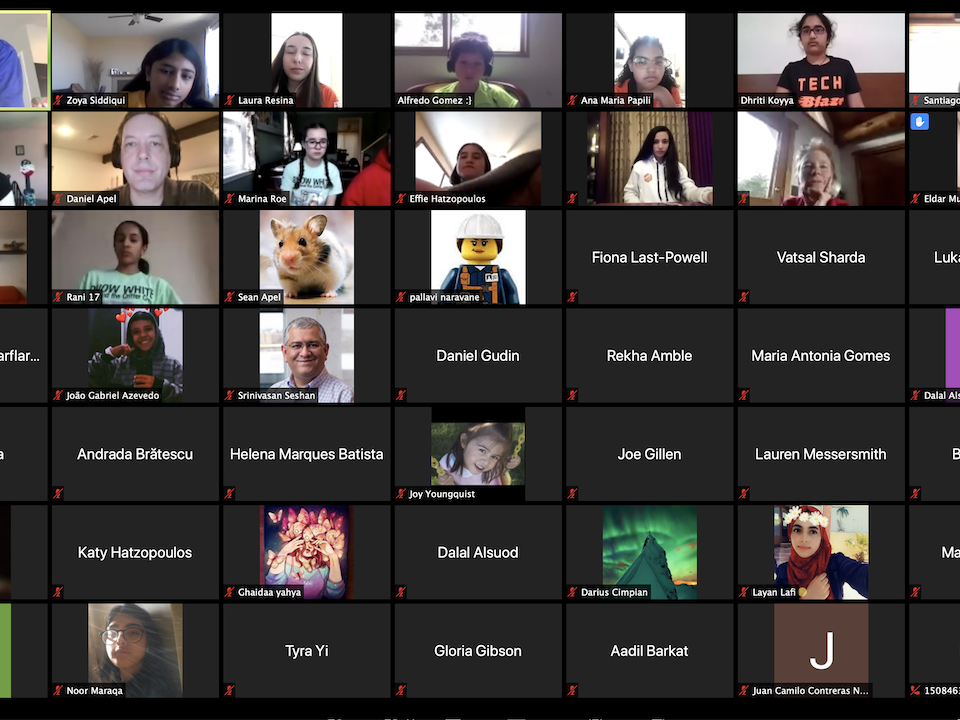 Zoya Siddiqui
Laura Resina
Alfredo Gomez :}
Ana Maria Papili
Dhriti Koyya
TECH
Santiago
Daniel Apel
Marina Roe
Effie Hatzopoulos
Eldar Mu
Rani 17
SNOW WHITE
Sean Apel
pallavi naravane
Fiona Last-Powell
Vatsal Sharda
Luka
arflar...
João Gabriel Azevedo
Srinivasan Seshan
Daniel Gudin
Rekha Amble
Maria Antonia Gomes
Dalal Als
a
Andrada Brătescu
Helena Marques Batista
Joy Youngquist
Joe Gillen
Lauren Messersmith
B
Katy Hatzopoulos
Ghaidaa yahya
Dalal Alsuod
Darius Cimpian
Layan Lafi
Ma
Noor Maraqa
Tyra Yi
Gloria Gibson
Aadil Barkat
J
Juan Camilo Contreras N...
150846